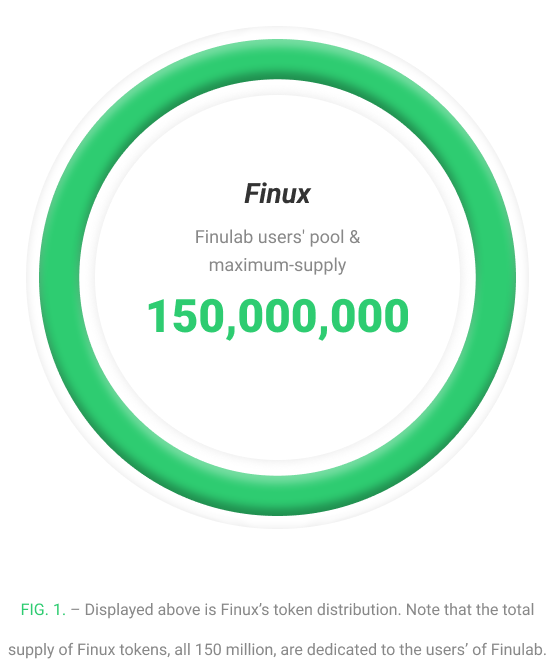 Finux
Finulab users' pool &
maximum-supply
150,000,000
FIG. 1. – Displayed above is Finux’s token distribution. Note that the total
supply of Finux tokens, all 150 million, are dedicated to the users’ of Finulab.